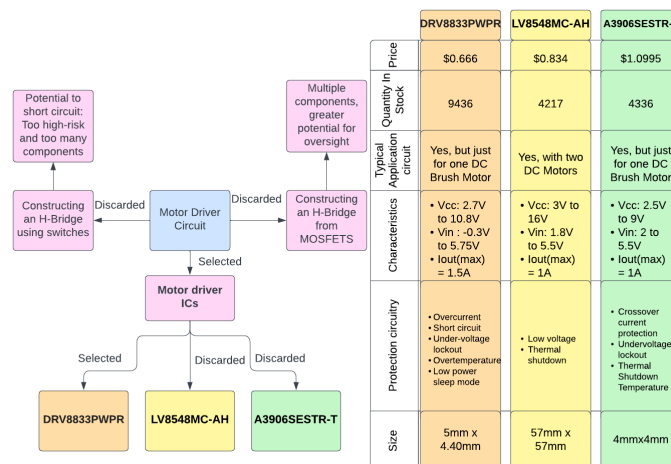 Potential to
short circuit:
Too high-risk
and too many
components
Multiple
components,
greater
potential for
oversight
Constructing
an H-Bridge
using switches
Discarded
Motor Driver
Circuit
Discarded
Constructing
an H-Bridge
from
MOSFETS
Selected
Motor driver
ICs
Selected
Discarded
Discarded
DRV8833PWPR
LV8548MC-AH
A3906SESTR-T
DRV8833PWPR
LV8548MC-AH
A3906SESTR-
Price
$0.666
$0.834
$1.0995
Quantity In
Stock
9436
4217
4336
Typical
Application
circuit
Yes, but just
for one DC
Brush Motor
Yes, with two
DC Motors
Yes, but just
for one DC
Brush Motor
Characteristics
• Vcc: 2.7V
to 10.8V
• Vin : -0.3V
to 5.75V
• Iout(max)
= 1.5A
• Vcc: 3V to
16V
• Vin: 1.8V
to 5.5V
• Iout(max)
= 1A
• Vcc: 2.5V
to 9V
• Vin: 2 to
5.5V
• Iout(max)
= 1A
Protection circuitry
• Overcurrent
• Short circuit
• Under-voltage
lockout
• Overtemperature
• Low power
sleep mode
• Low voltage
• Thermal
shutdown
• Crossover
current
protection
• Undervoltage
lockout
• Thermal
Shutdown
Temperature
Size
5mm x
4.40mm
57mm x
57mm
4mmx4mm